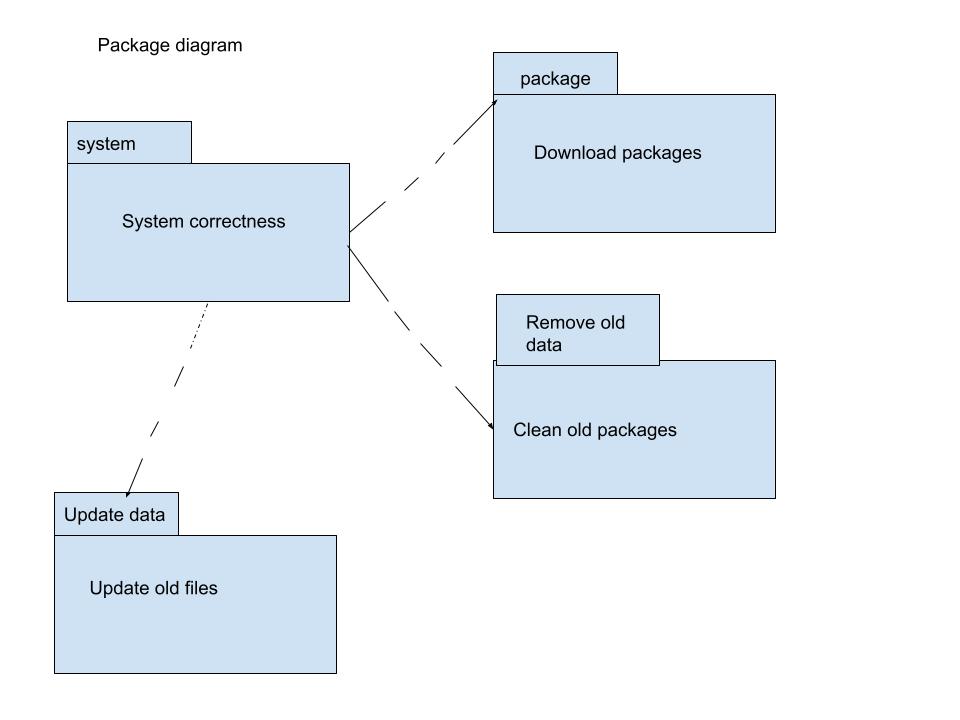 Package diagram
package
Download packages
system
System correctness
Remove old
data
Clean old packages
Update data
Update old files